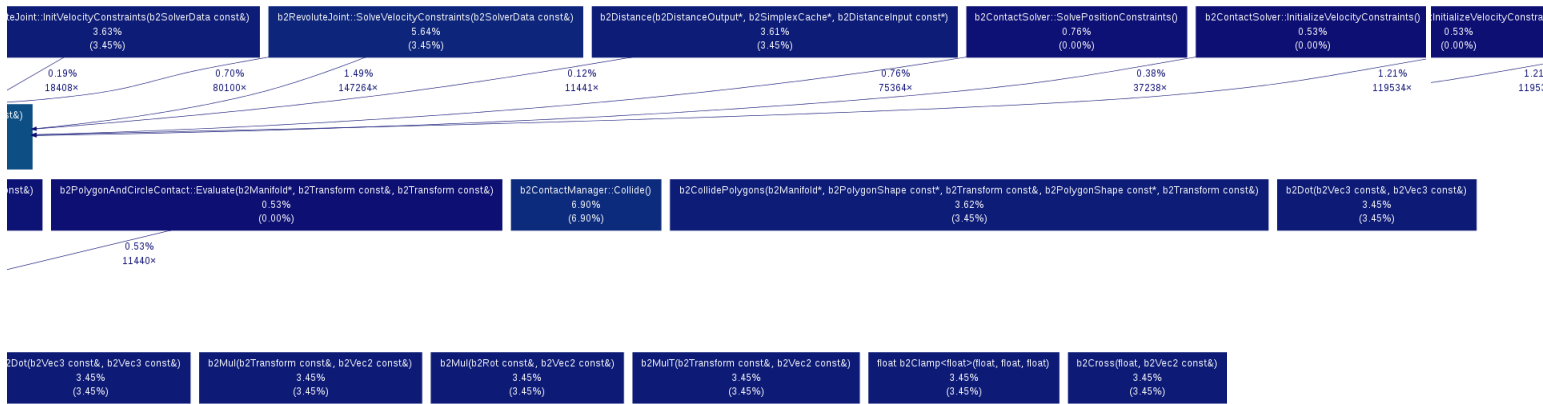 teJoint::InitVelocityConstraints(b2SolverData const&)
3.63%
(3.45%)
b2RevoluteJoint::SolveVelocityConstraints(b2SolverData const&)
5.64%
(3.45%)
b2Distance(b2DistanceOutput*, b2SimplexCache*, b2DistanceInput const*)
3.61%
(3.45%)
b2ContactSolver::SolvePositionConstraints()
0.76%
(0.00%)
b2ContactSolver::InitializeVelocityConstraints()
0.53%
(0.00%)
InitializeVelocityConstra
0.53%
(0.00%)
0.19%
18408×
0.70%
80100×
1.49%
147264×
0.12%
11441×
0.76%
75364×
0.38%
37238×
1.21%
119534×
1.21
11953
st&)
onst&)
b2PolygonAndCircleContact::Evaluate(b2Manifold*, b2Transform const&, b2Transform const&)
0.53%
(0.00%)
b2ContactManager::Collide()
6.90%
(6.90%)
b2CollidePolygons(b2Manifold*, b2PolygonShape const*, b2Transform const&, b2PolygonShape const*, b2Transform const&)
3.62%
(3.45%)
b2Dot(b2Vec3 const&, b2Vec3 const&)
3.45%
(3.45%)
0.53%
11440×
2Dot(b2Vec3 const&, b2Vec3 const&)
3.45%
(3.45%)
b2Mul(b2Transform const&, b2Vec2 const&)
3.45%
(3.45%)
b2Mul(b2Rot const&, b2Vec2 const&)
3.45%
(3.45%)
b2MulT(b2Transform const&, b2Vec2 const&)
3.45%
(3.45%)
float b2Clamp<float>(float, float, float)
3.45%
(3.45%)
b2Cross(float, b2Vec2 const&)
3.45%
(3.45%)